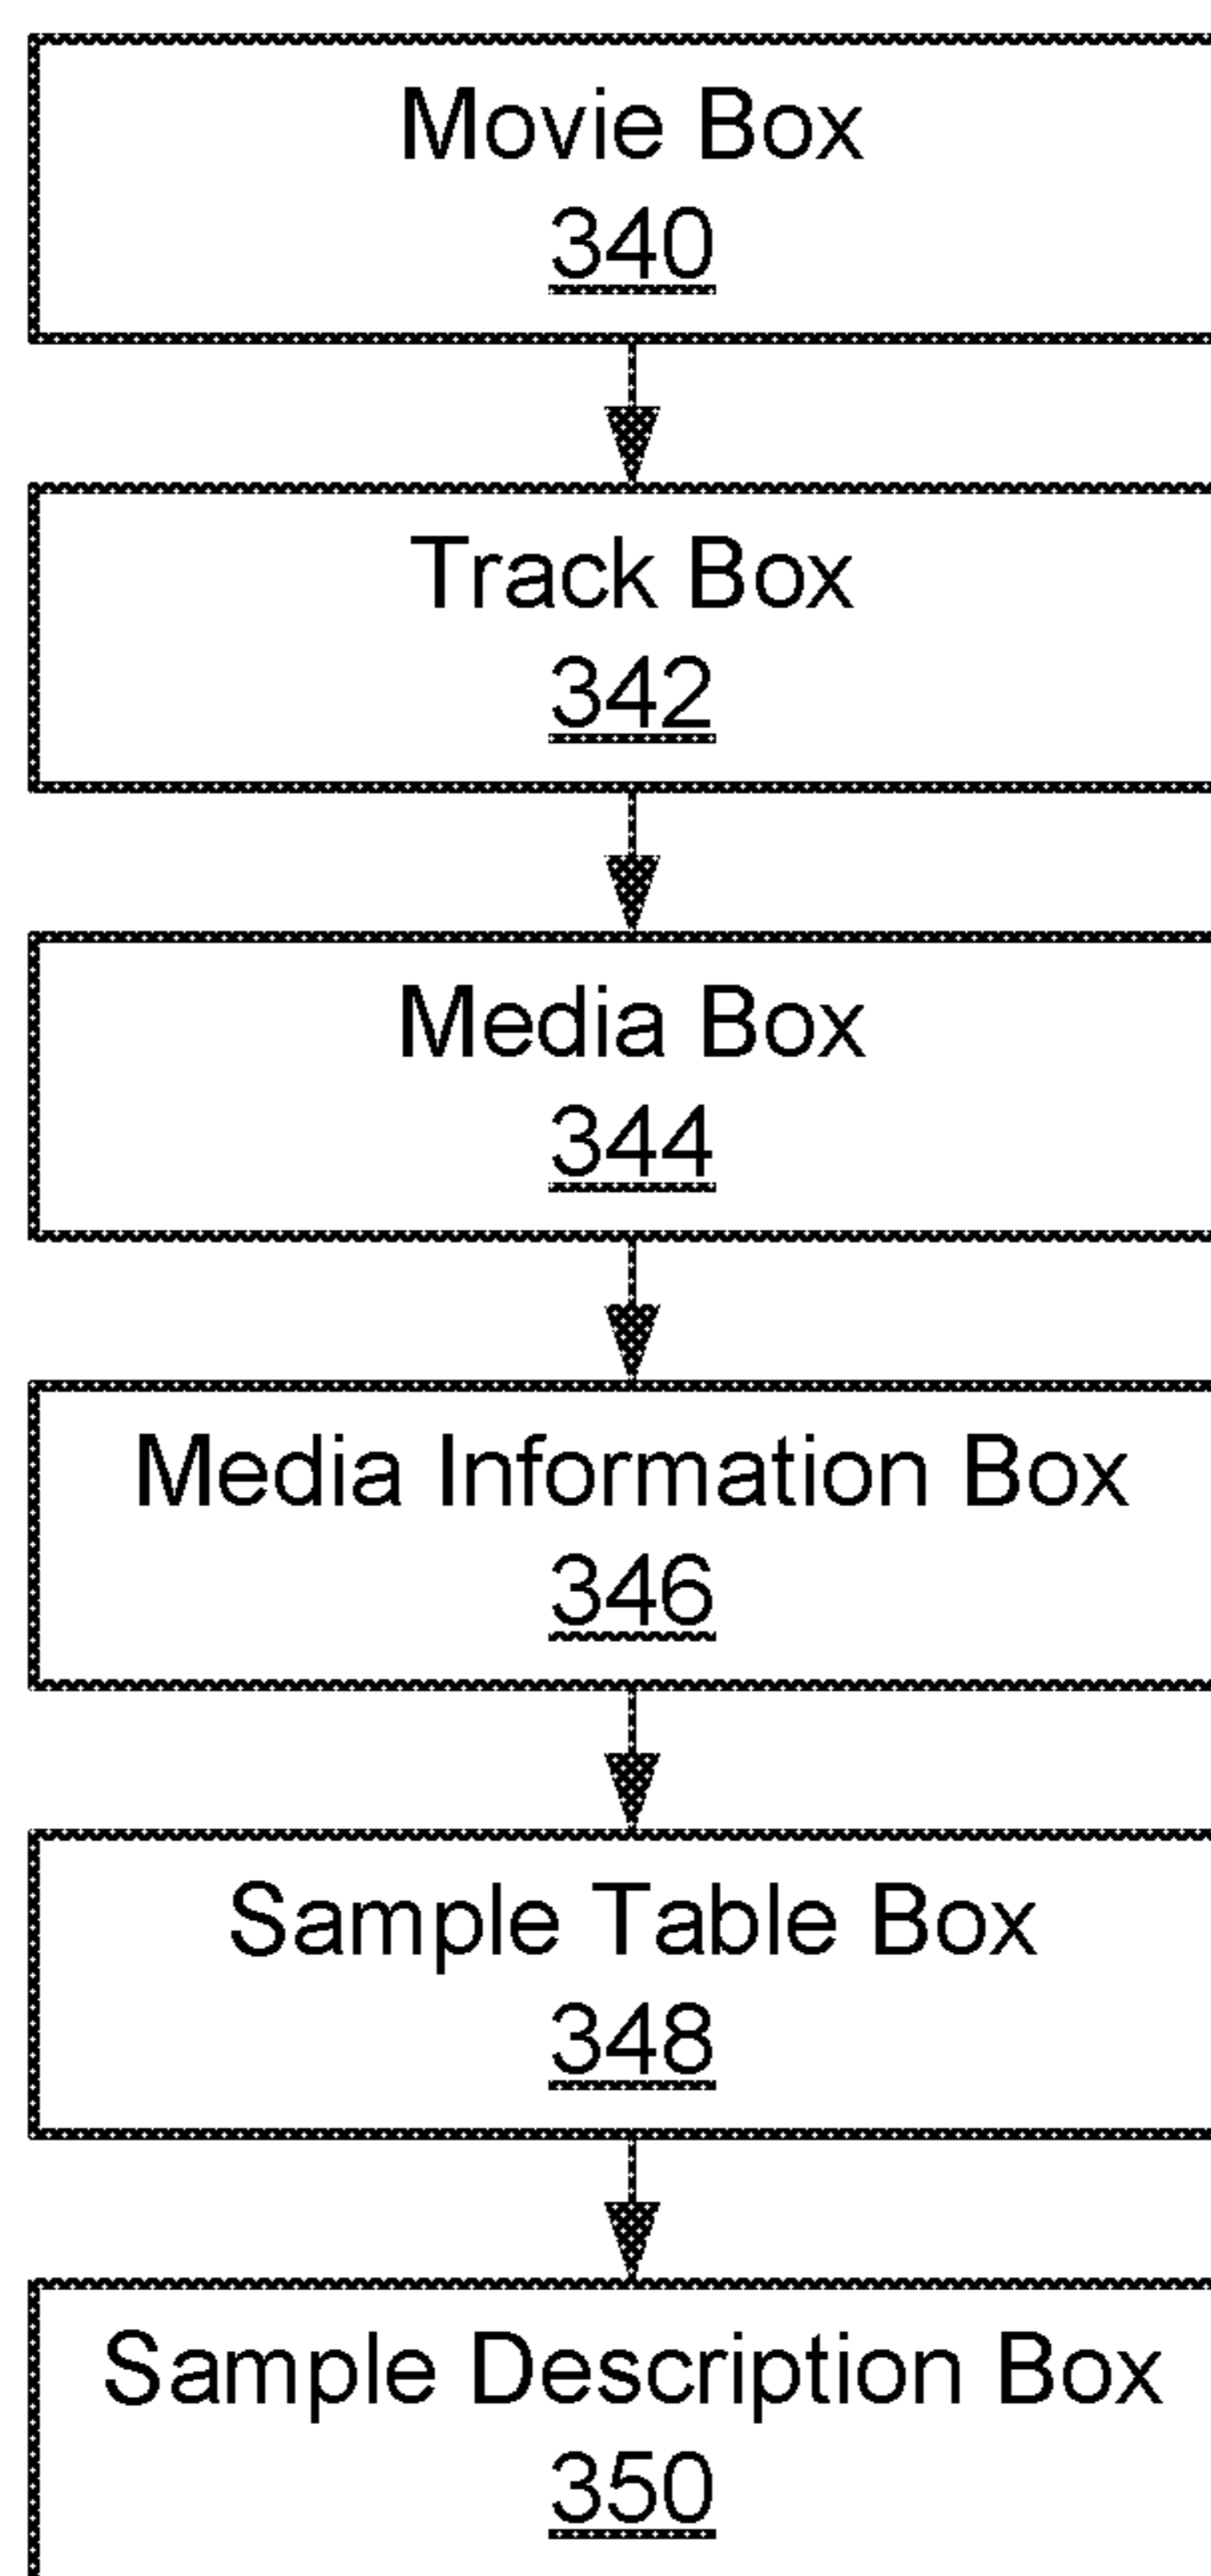 Movie Box
340
Track Box
342
Media Box
344
Media Information Box
346
Sample Table Box
348
Sample Description Box
350